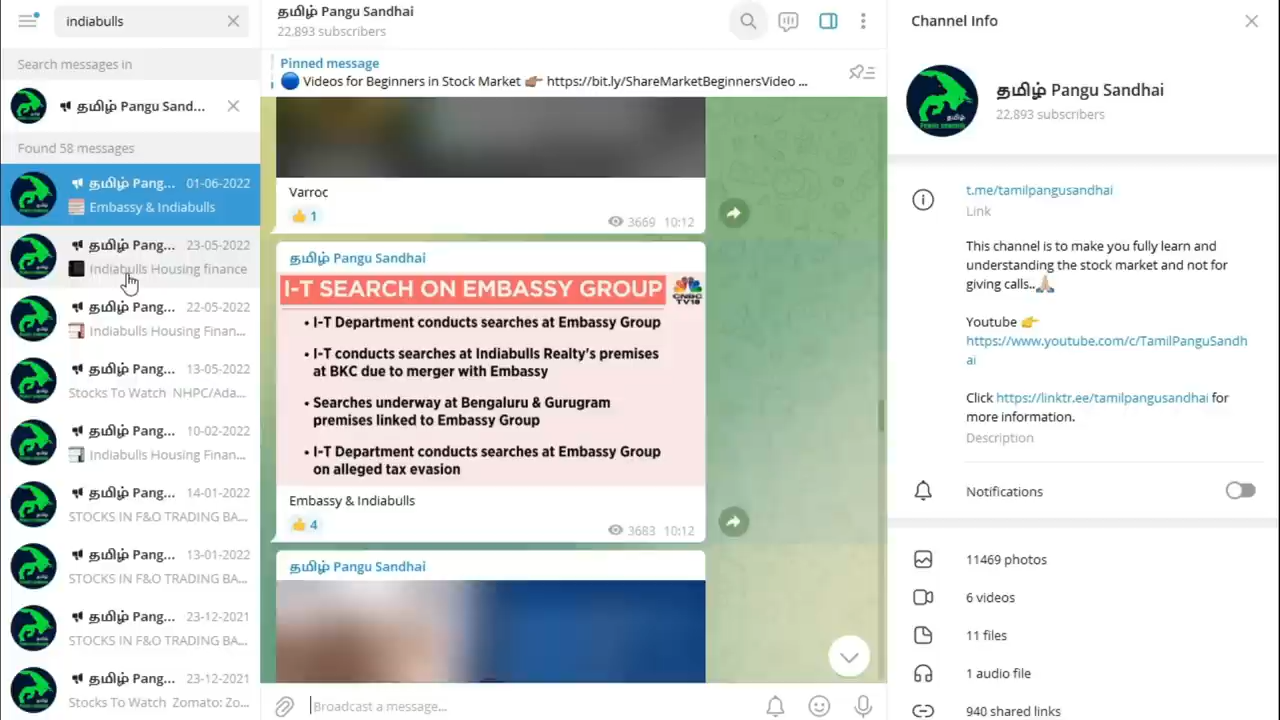 indiabulls
Search messages in
தமிழ் Pangu Sand...
Found 58 messages
தமிழ் Pang... 01-06-2022
Embassy & Indiabulls
தமிழ் Pang... 23-05-2022
Indiabulls Housing finance
தமிழ் Pang... 22-05-2022
Indiabulls Housing Finan...
தமிழ் Pang... 13-05-2022
Stocks To Watch NHPC/Ada...
தமிழ் Pang... 10-02-2022
Indiabulls Housing Finan...
தமிழ் Pang... 14-01-2022
STOCKS IN F&O TRADING BA...
தமிழ் Pang... 13-01-2022
STOCKS IN F&O TRADING BA...
தமிழ் Pang... 23-12-2021
STOCKS IN F&O TRADING BA...
தமிழ் Pang... 23-12-2021
Stocks To Watch Zomato: Zo...
தமிழ் Pangu Sandhai
22,893 subscribers
Pinned message
🔵 Videos for Beginners in Stock Market 👉🏽 https://bit.ly/ShareMarketBeginnersVideo ...
Varroc
👍 1
3669 10:12
தமிழ் Pangu Sandhai
I-T SEARCH ON EMBASSY GROUP
CNBC
TV18
• I-T Department conducts searches at Embassy Group
• I-T conducts searches at Indiabulls Realty's premises
at BKC due to merger with Embassy
• Searches underway at Bengaluru & Gurugram
premises linked to Embassy Group
• I-T Department conducts searches at Embassy Group
on alleged tax evasion
Embassy & Indiabulls
👍 4
3683 10:12
தமிழ் Pangu Sandhai
Broadcast a message...
Channel Info
தமிழ் Pangu Sandhai
22,893 subscribers
t.me/tamilpangusandhai
Link
This channel is to make you fully learn and
understanding the stock market and not for
giving calls..🙏🏼
Youtube 👉
https://www.youtube.com/c/TamilPanguSandh
ai
Click https://linktr.ee/tamilpangusandhai for
more information.
Description
Notifications
11469 photos
6 videos
11 files
1 audio file
940 shared links